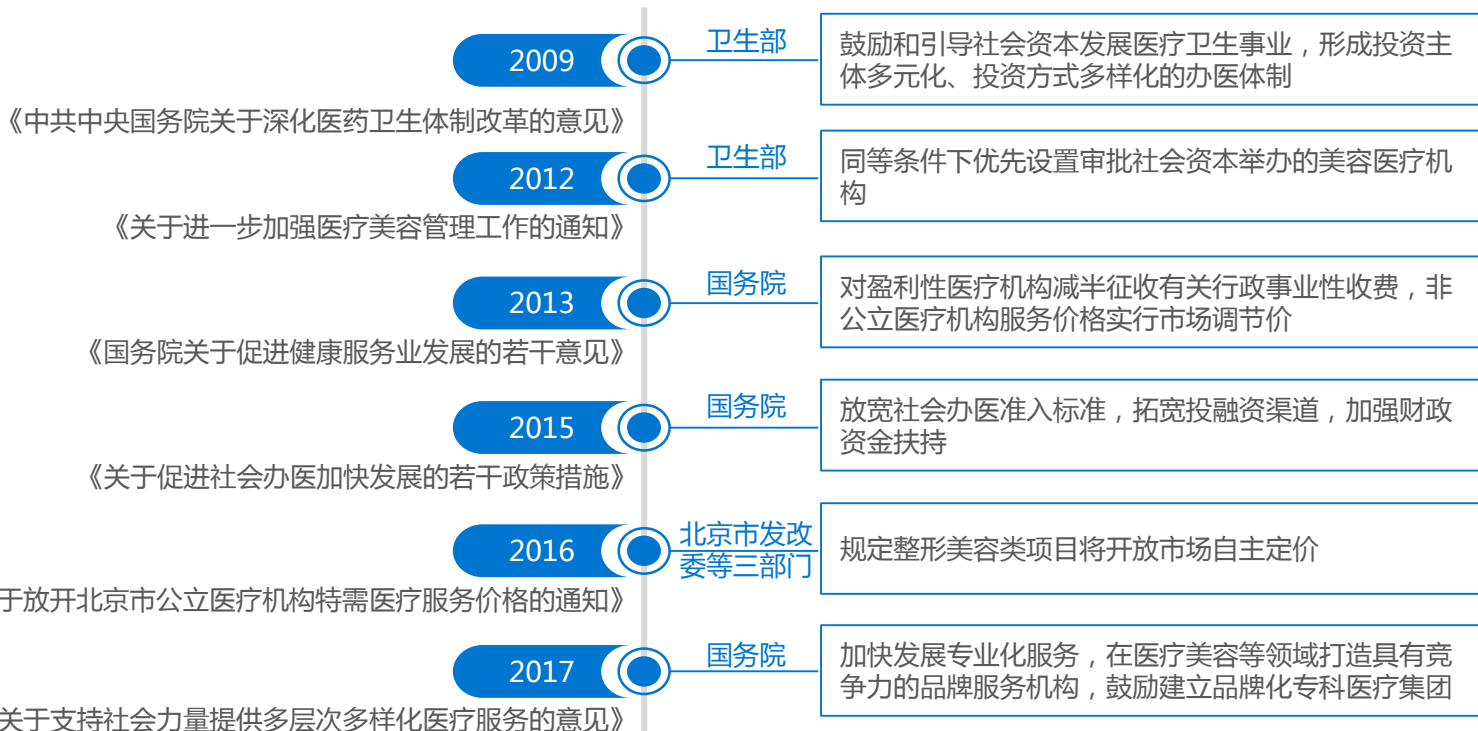 2009
卫生部
鼓励和引导社会资本发展医疗卫生事业，形成投资主
体多元化、投资方式多样化的办医体制
《中共中央国务院关于深化医药卫生体制改革的意见》
2012
卫生部
同等条件下优先设置审批社会资本举办的美容医疗机
构
《关于进一步加强医疗美容管理工作的通知》
2013
国务院
对盈利性医疗机构减半征收有关行政事业性收费，非
公立医疗机构服务价格实行市场调节价
《国务院关于促进健康服务业发展的若干意见》
2015
国务院
放宽社会办医准入标准，拓宽投融资渠道，加强财政
资金扶持
《关于促进社会办医加快发展的若干政策措施》
2016
北京市发改
委等三部门
规定整形美容类项目将开放市场自主定价
于放开北京市公立医疗机构特需医疗服务价格的通知》
2017
国务院
加快发展专业化服务，在医疗美容等领域打造具有竞
争力的品牌服务机构，鼓励建立品牌化专科医疗集团
关于支持社会力量提供多层次多样化医疗服务的意见》